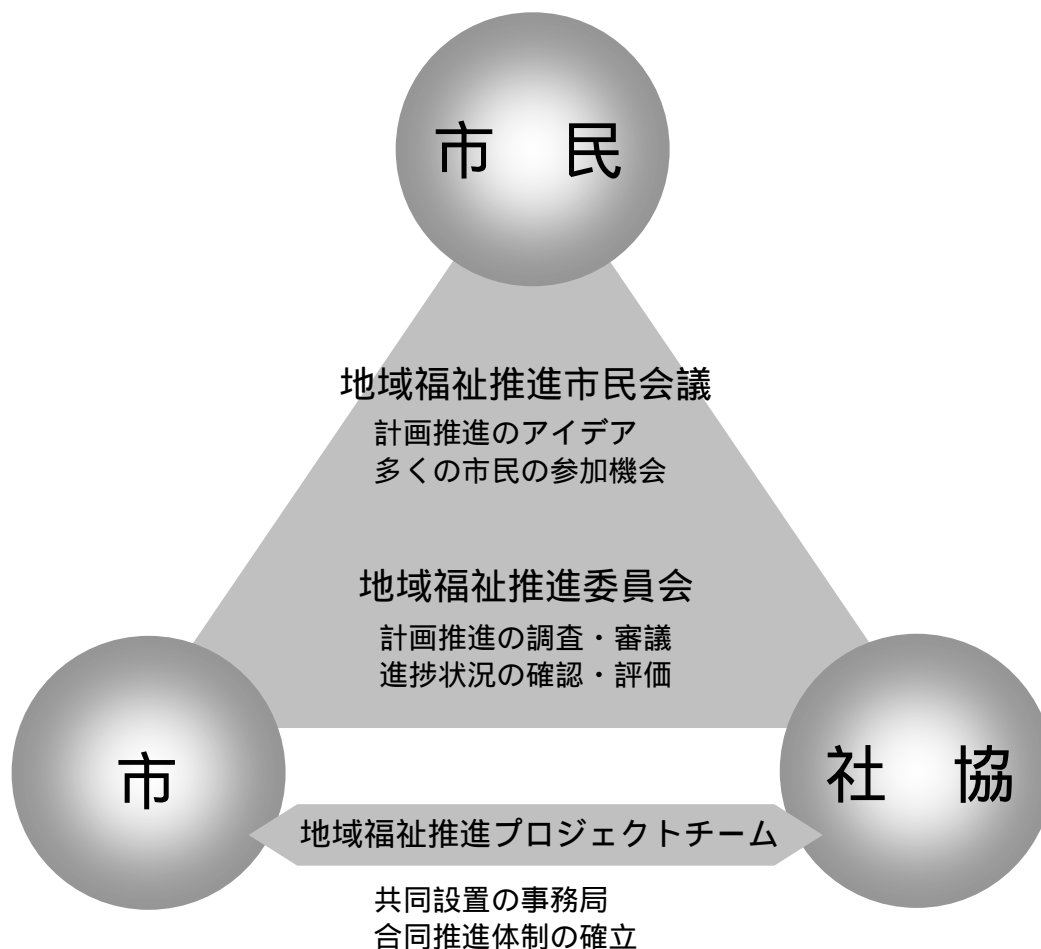 市　民
地域福祉推進市民会議
計画推進のアイデア
多くの市民の参加機会
地域福祉推進委員会
計画推進の調査・審議
進捗状況の確認・評価
市
社　協
地域福祉推進プロジェクトチーム
共同設置の事務局
合同推進体制の確立